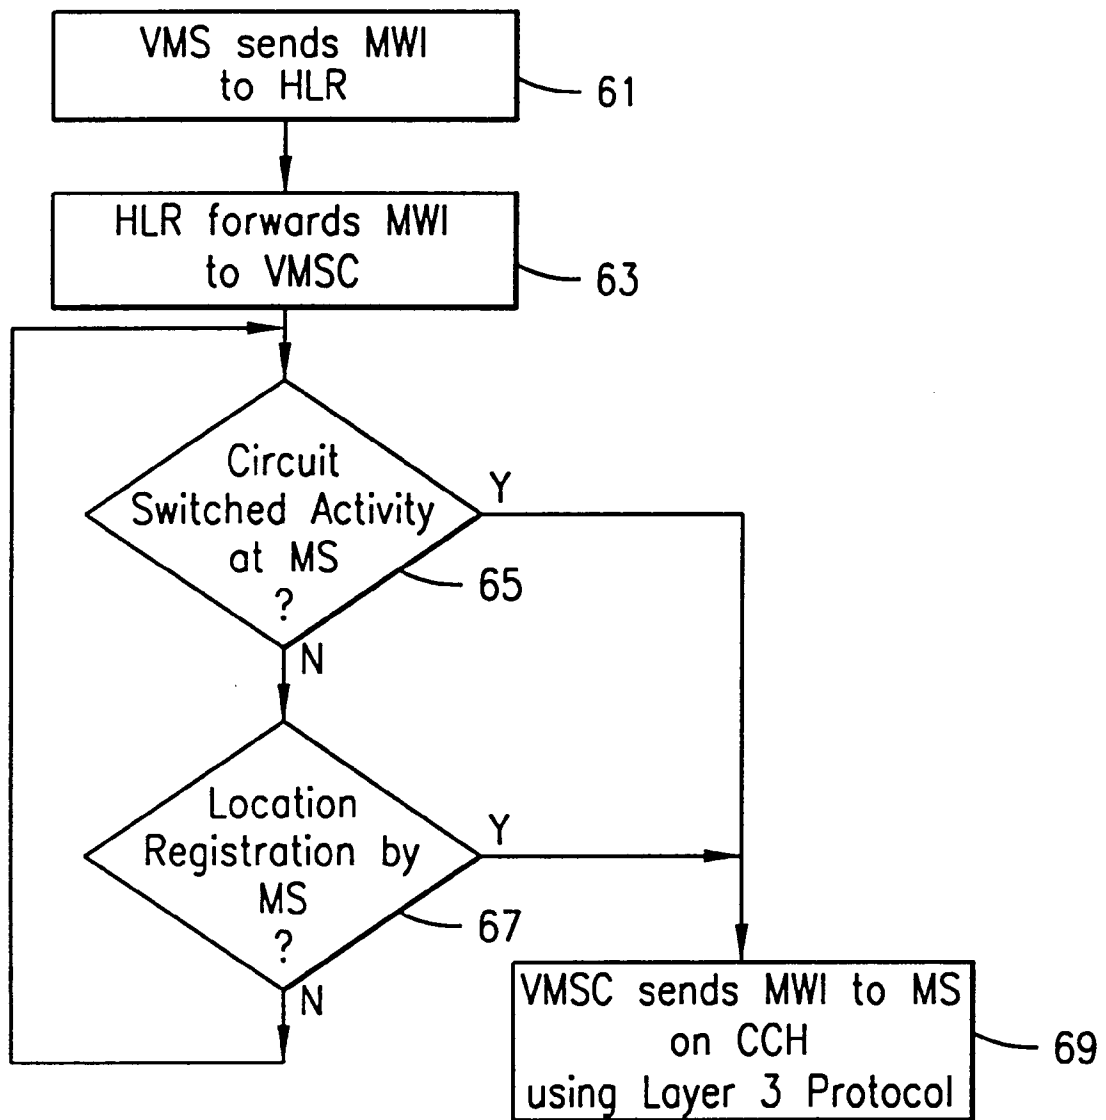 VMS sends MWI
to HLR
61
HLR forwards MWI
to VMSC
63
Circuit
Switched Activity
at MS
?
Y
65
N
Location
Registration by
MS
?
Y
67
N
VMSC sends MWI to MS
on CCH
using Layer 3 Protocol
69